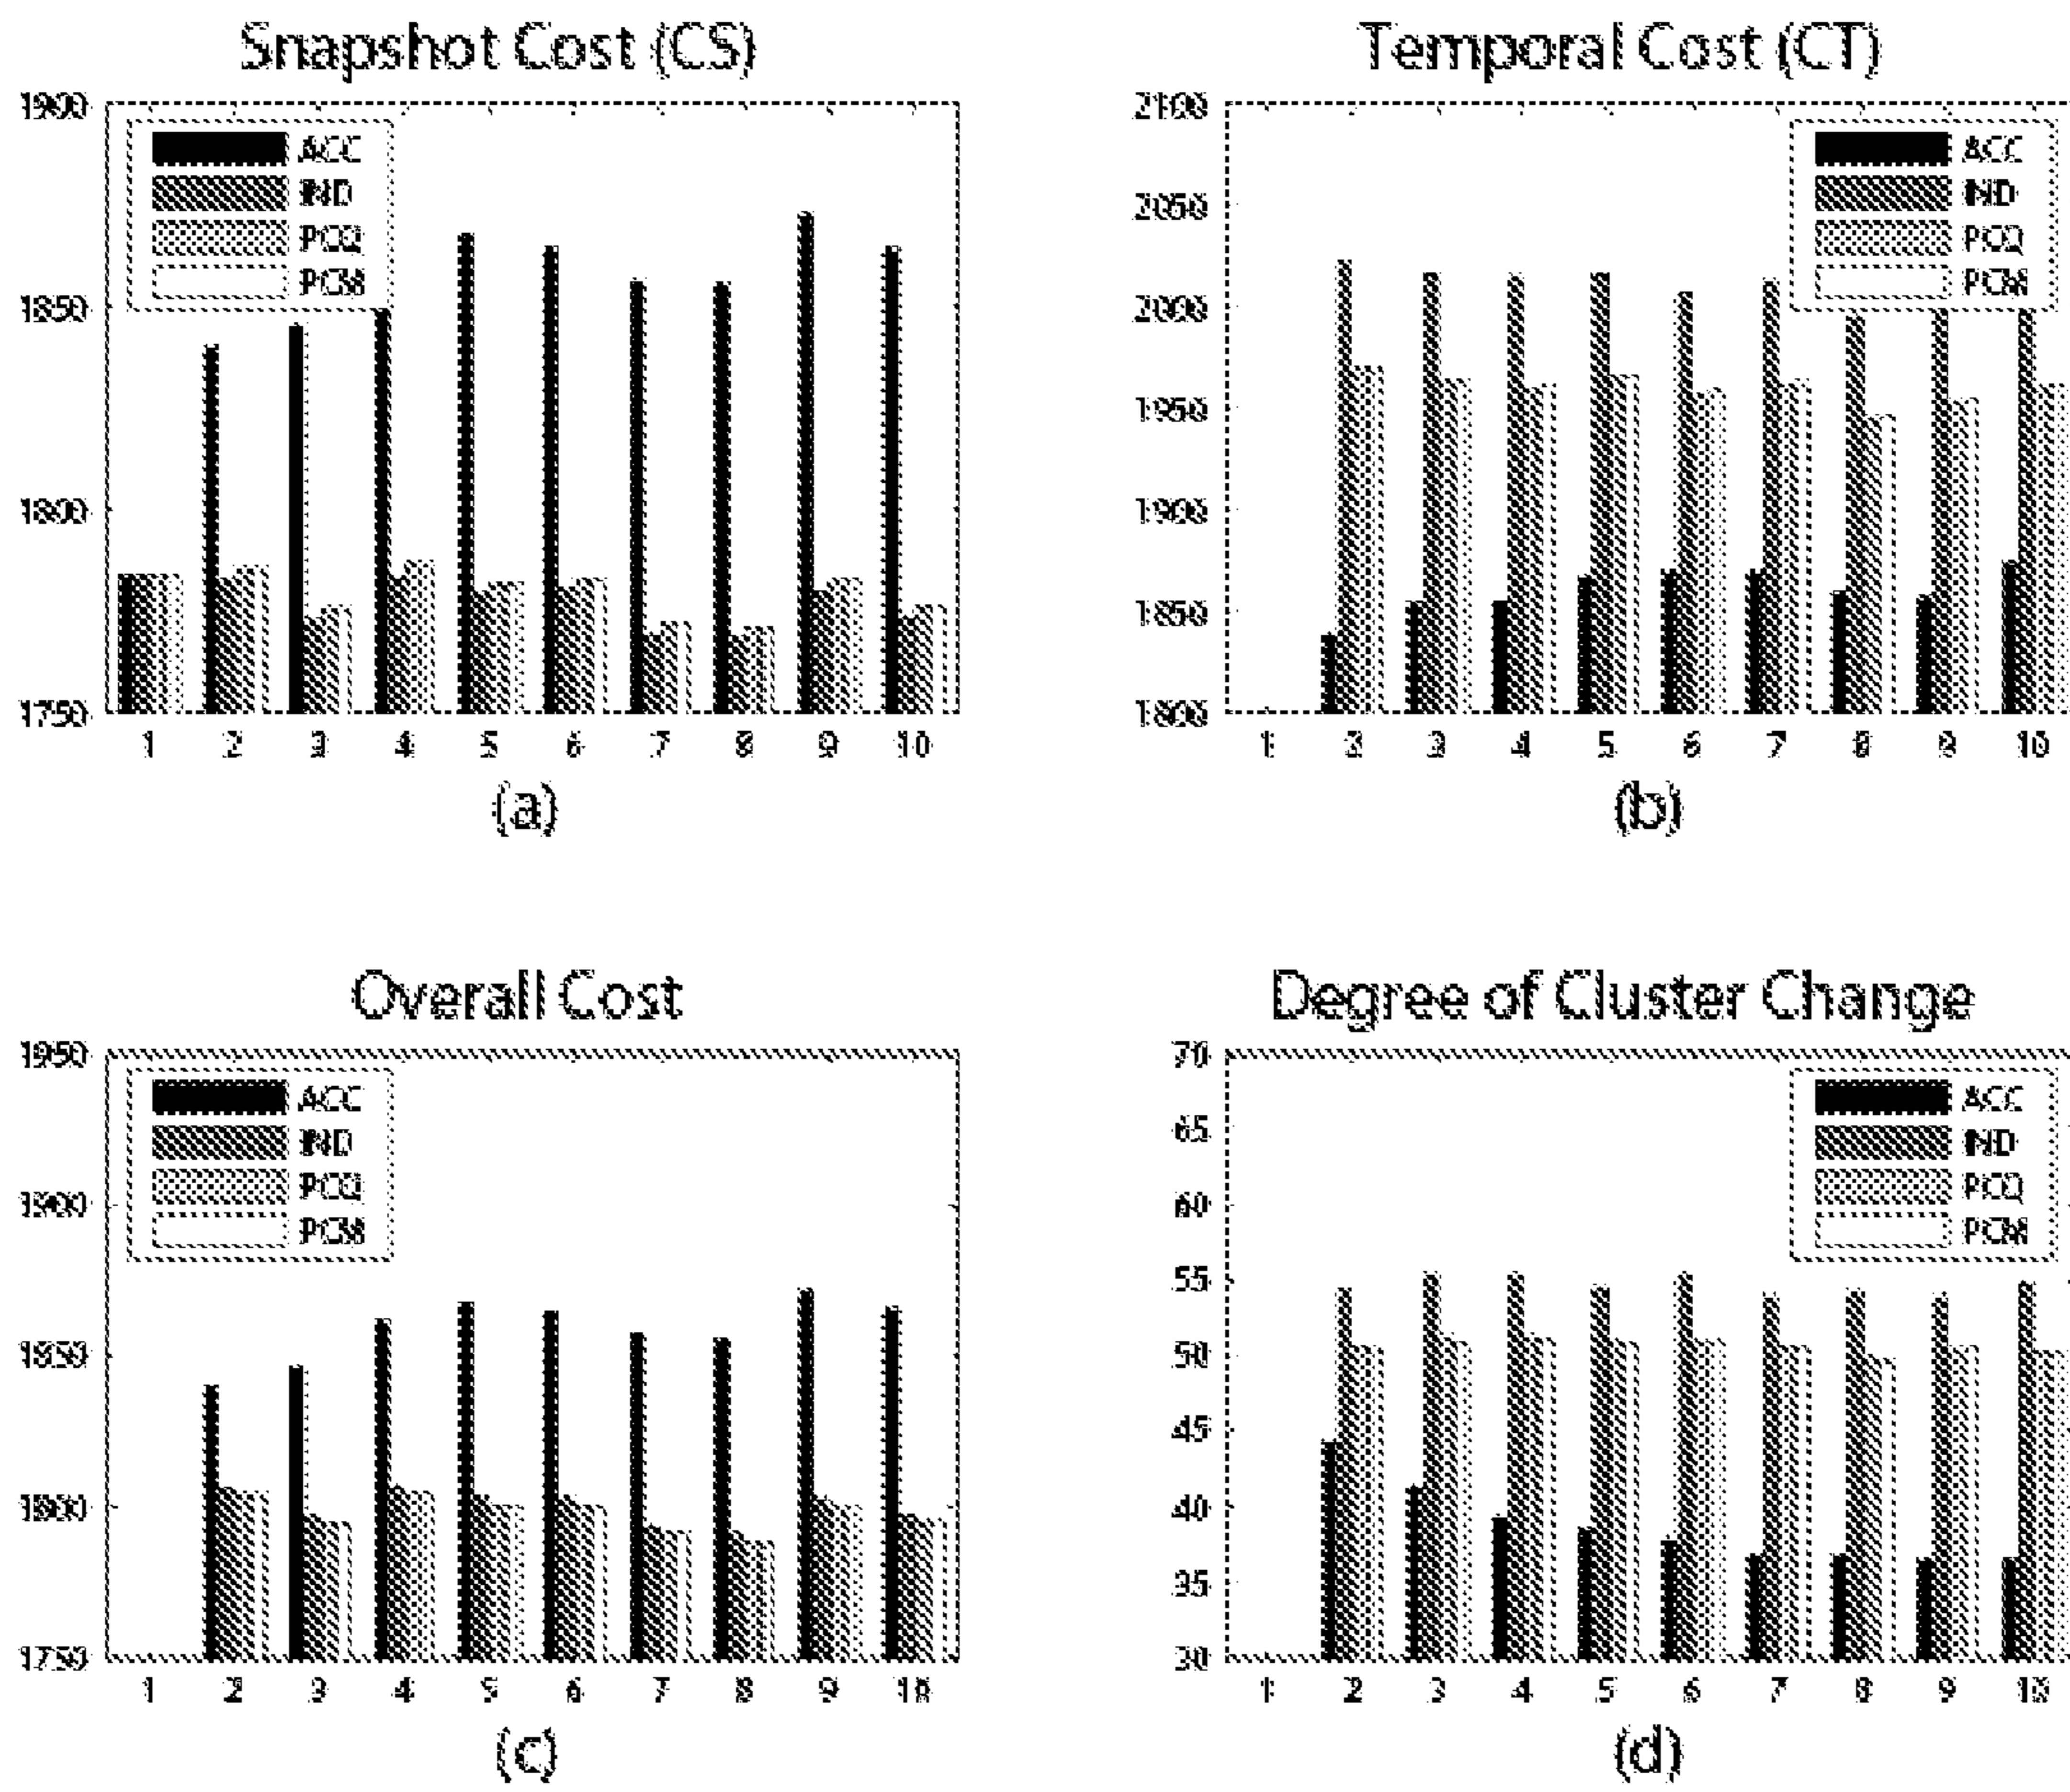 Snapshot Cost (CS)
1900
1850
1800
1750
ACC
IND
PCQ
PCM
1 2 3 4 5 6 7 8 9 10
(a)
Temporal Cost (CT)
2100
2050
2000
1950
1900
1850
1800
ACC
IND
PCQ
PCM
1 2 3 4 5 6 7 8 9 10
(b)
Overall Cost
1950
1900
1850
1800
1750
ACC
IND
PCQ
PCM
1 2 3 4 5 6 7 8 9 10
(c)
Degree of Cluster Change
70
65
60
55
50
45
40
35
30
ACC
IND
PCQ
PCM
1 2 3 4 5 6 7 8 9 10
(d)